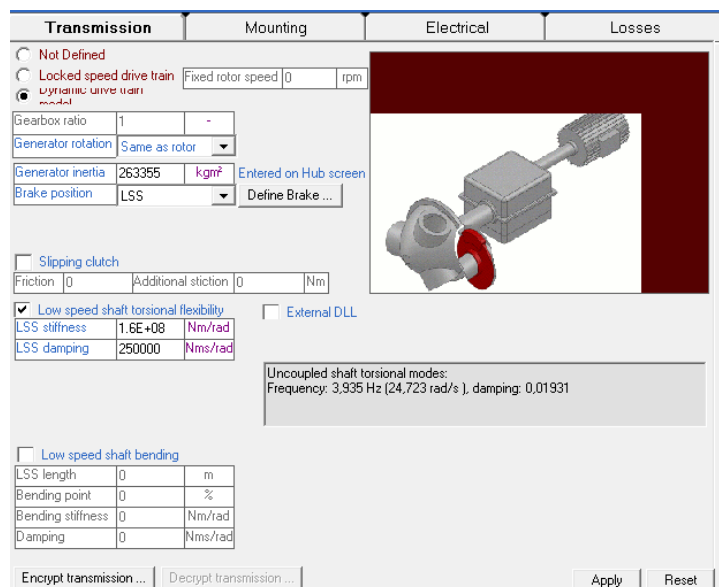 Transmission Mounting Electrical Losses
Not Defined
Locked speed drive train Fixed rotor speed 0 rpm
Dynamic drive train model
Gearbox ratio 1 -
Generator rotation Same as rotor
Generator inertia 263355 kgm² Entered on Hub screen
Brake position LSS Define Brake ...
Slipping clutch
Friction 0 Additional stiction 0 Nm
Low speed shaft torsional flexibility External DLL
LSS stiffness 1.6E+08 Nm/rad
LSS damping 250000 Nms/rad
Uncoupled shaft torsional modes:
Frequency: 3,935 Hz (24,723 rad/s ), damping: 0,01931
Low speed shaft bending
LSS length 0 m
Bending point 0 %
Bending stiffness 0 Nm/rad
Damping 0 Nms/rad
Encrypt transmission ... Decrypt transmission ... Apply Reset